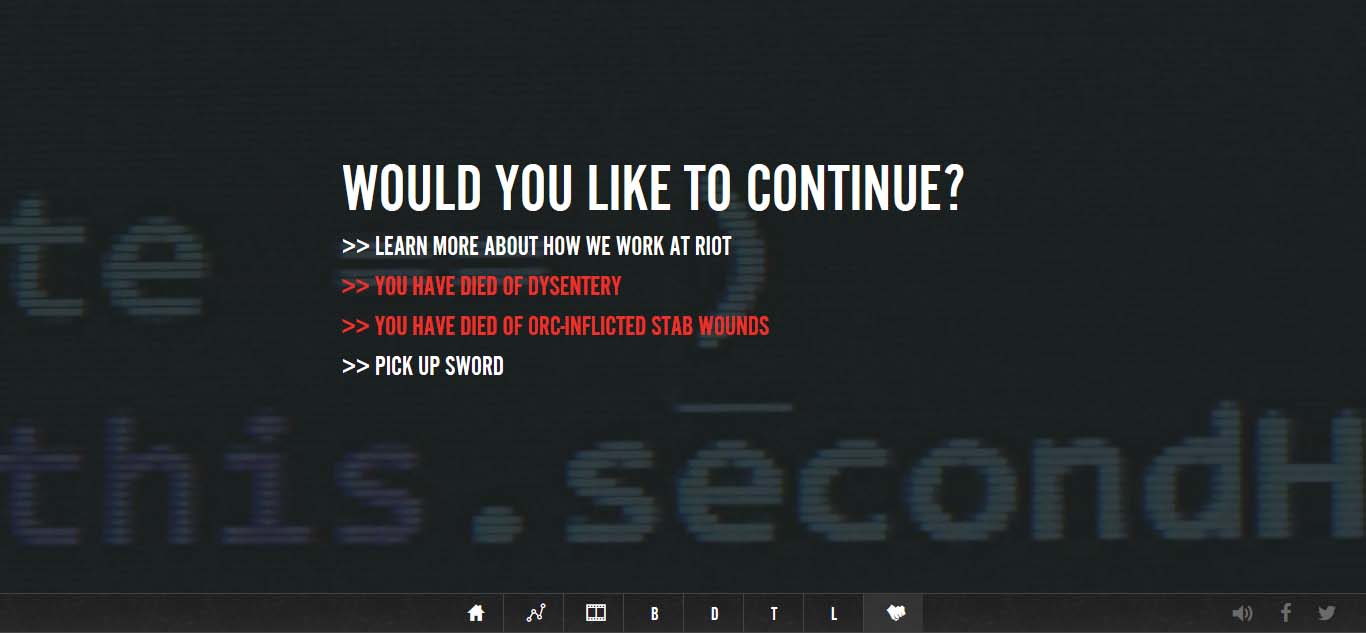 WOULD YOU LIKE TO CONTINUE?
>> LEARN MORE ABOUT HOW WE WORK AT RIOT
>> YOU HAVE DIED OF DYSENTERY
>> YOU HAVE DIED OF ORC-INFLICTED STAB WOUNDS
>> PICK UP SWORD
te == )
this._secondH
B D T L